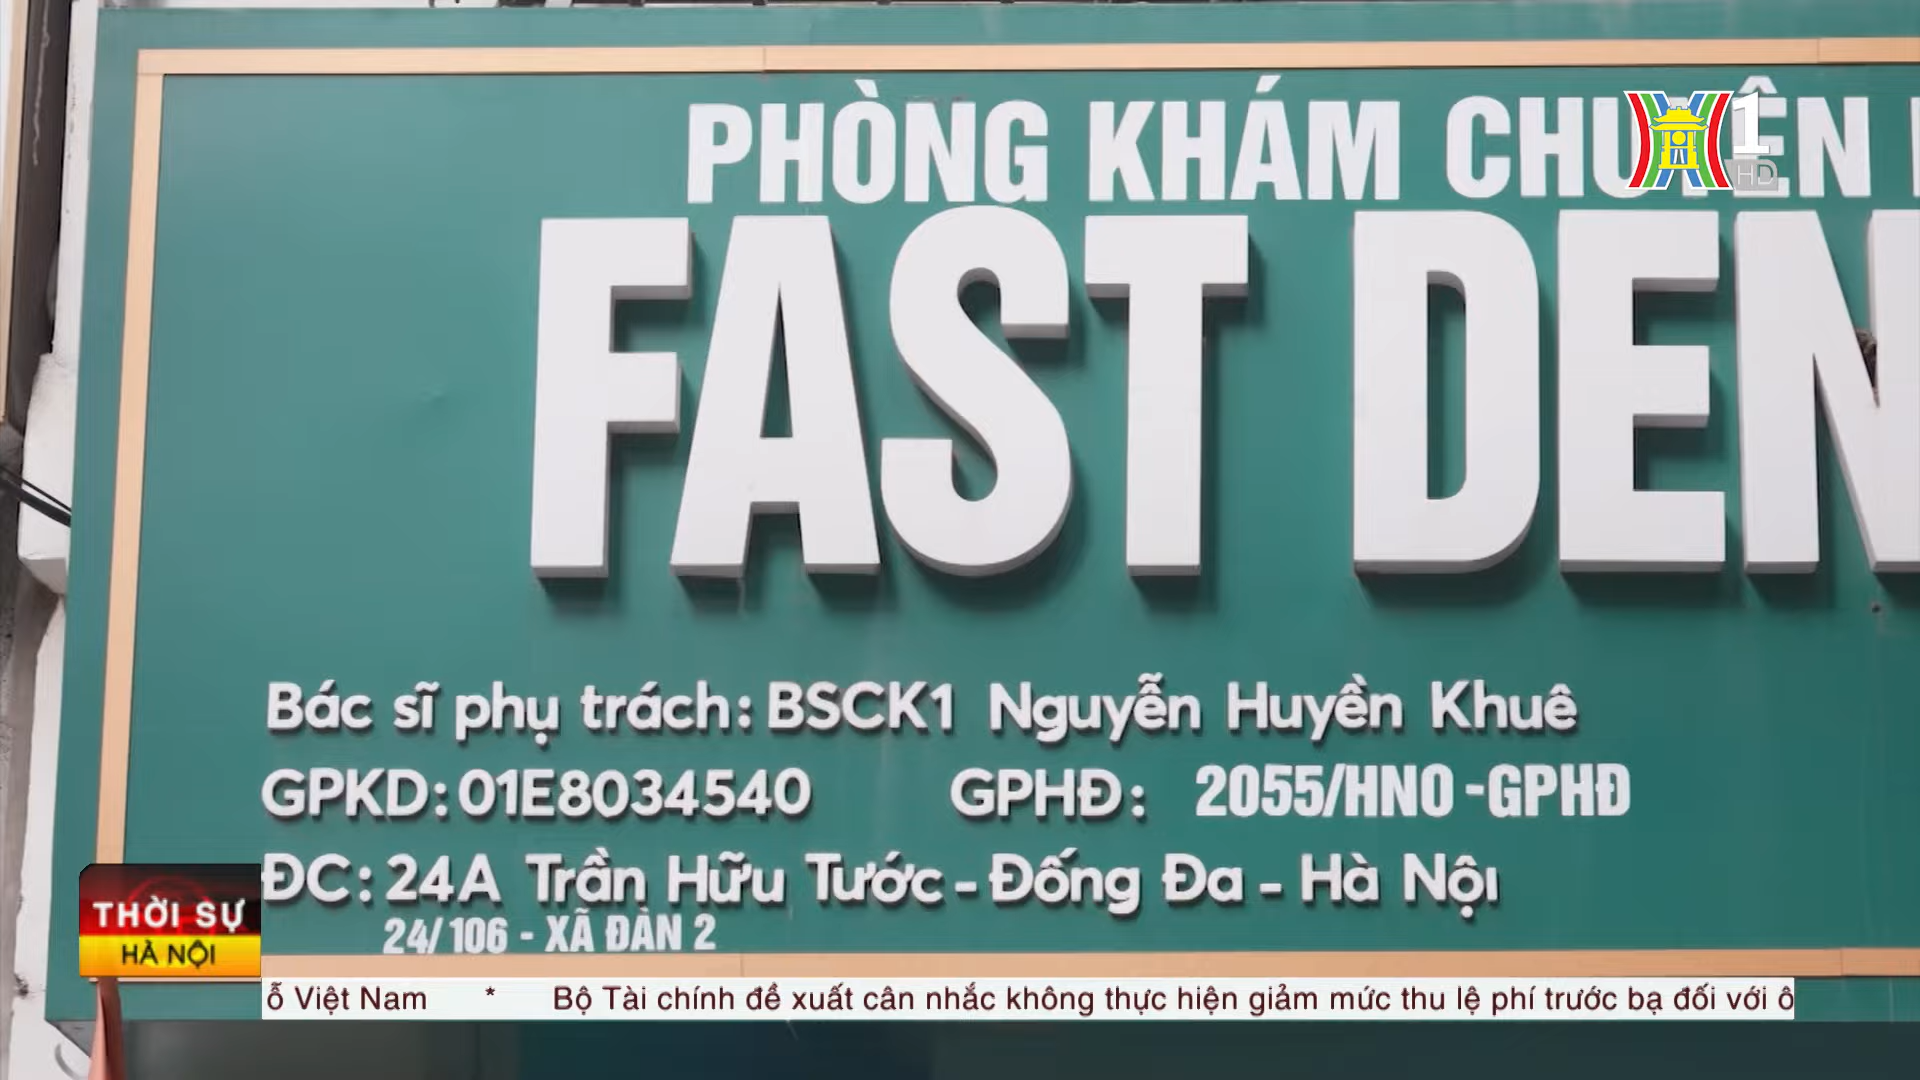 PHÒNG KHÁM CHUYÊN
1
HD
FAST DEN
Bác sĩ phụ trách: BSCK1 Nguyễn Huyền Khuê
GPKD: 01E8034540 GPHĐ: 2055/HNO -GPHĐ
ĐC: 24A Trần Hữu Tước - Đống Đa - Hà Nội
24/106 - XÃ ĐÀN 2
THỜI SỰ
HÀ NỘI
ỗ Việt Nam * Bộ Tài chính đề xuất cân nhắc không thực hiện giảm mức thu lệ phí trước bạ đối với ô